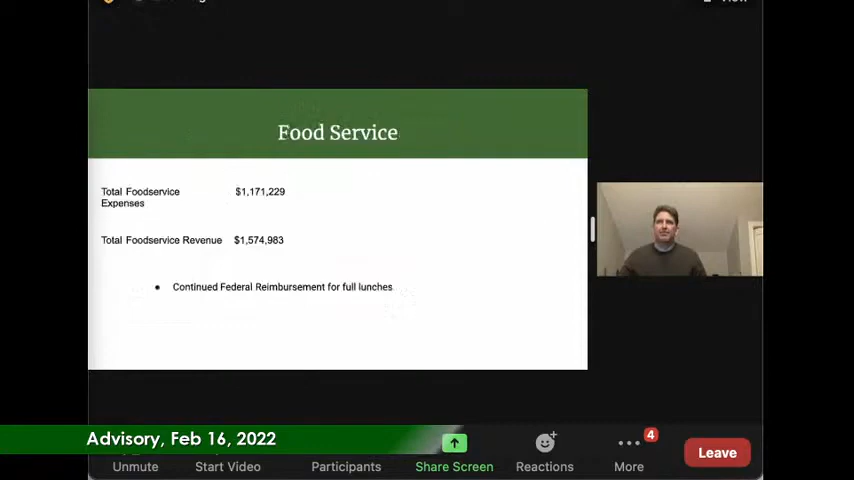 Food Service
Total Foodservice $1,171,229
Expenses
Total Foodservice Revenue $1,574,983
• Continued Federal Reimbursement for full lunches
Advisory, Feb 16, 2022
4
Unmute Start Video Participants Share Screen Reactions More Leave